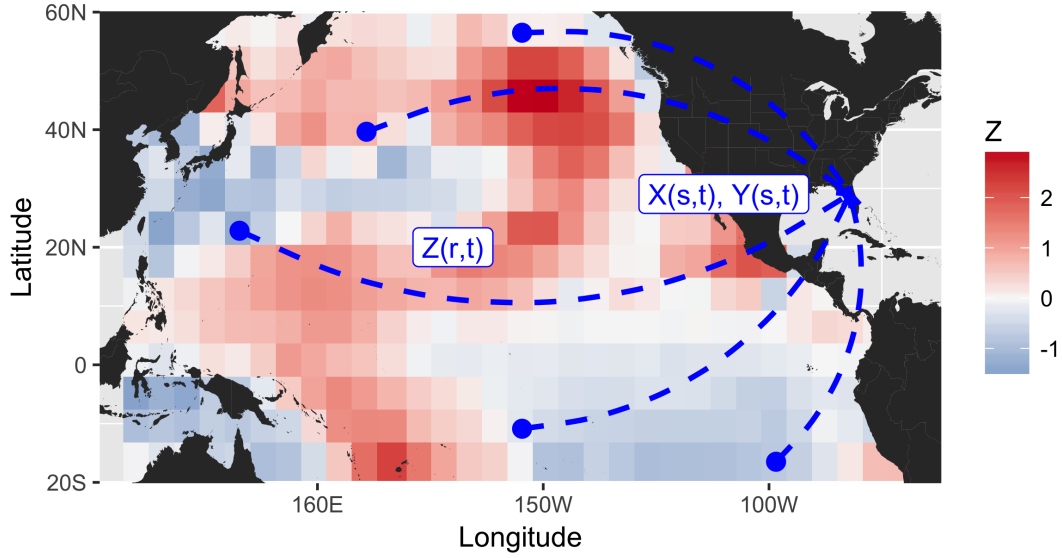 60N
40N
20N
0
20S
Latitude
160E
150W
100W
Longitude
X(s,t), Y(s,t)
Z(r,t)
Z
2
1
0
-1